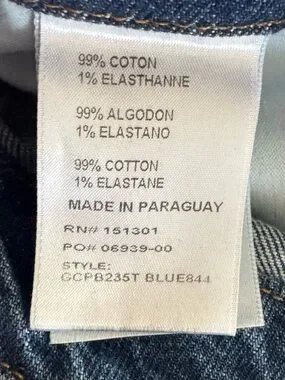 99% COTON
1% ELASTHANNE
99% ALGODON
1% ELASTANO
99% COTTON
1% ELASTANE
MADE IN PARAGUAY
RN# 151301
PO# 06939-00
STYLE:
GCPB235T BLUE844